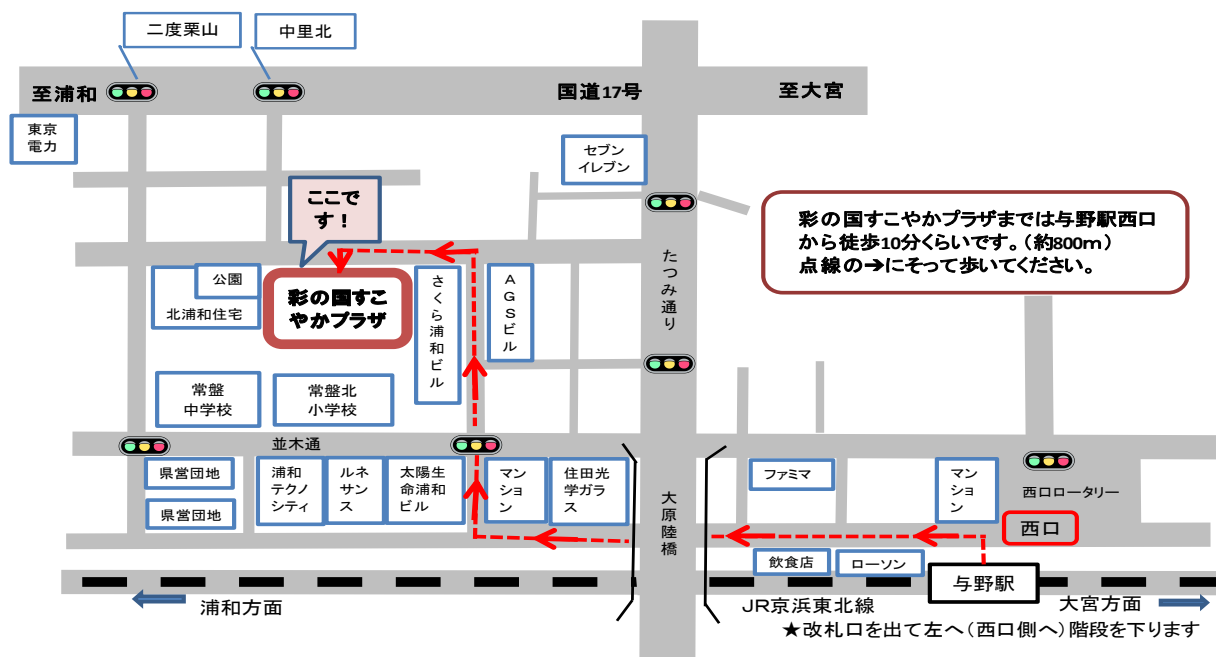 二度栗山
中里北
至浦和
国道17号
至大宮
東京
電力
セブン
イレブン
ここで
す！
彩の国すこやかプラザまでは与野駅西口
から徒歩10分くらいです。（約800m）
点線の➔にそって歩いてください。
公園
北浦和住宅
彩の国すこ
やかプラザ
さくら浦和ビル
AGSビル
たつみ通り
常盤
中学校
常盤北
小学校
並木通
県営団地
県営団地
浦和
テクノ
シティ
ルネ
サン
ス
太陽生
命浦和
ビル
マン
ショ
ン
住田光
学ガラ
ス
大原陸橋
ファミマ
マン
ショ
ン
西口ロータリー
西口
飲食店
ローソン
与野駅
浦和方面
JR京浜東北線
大宮方面
★改札口を出て左へ（西口側へ）階段を下ります